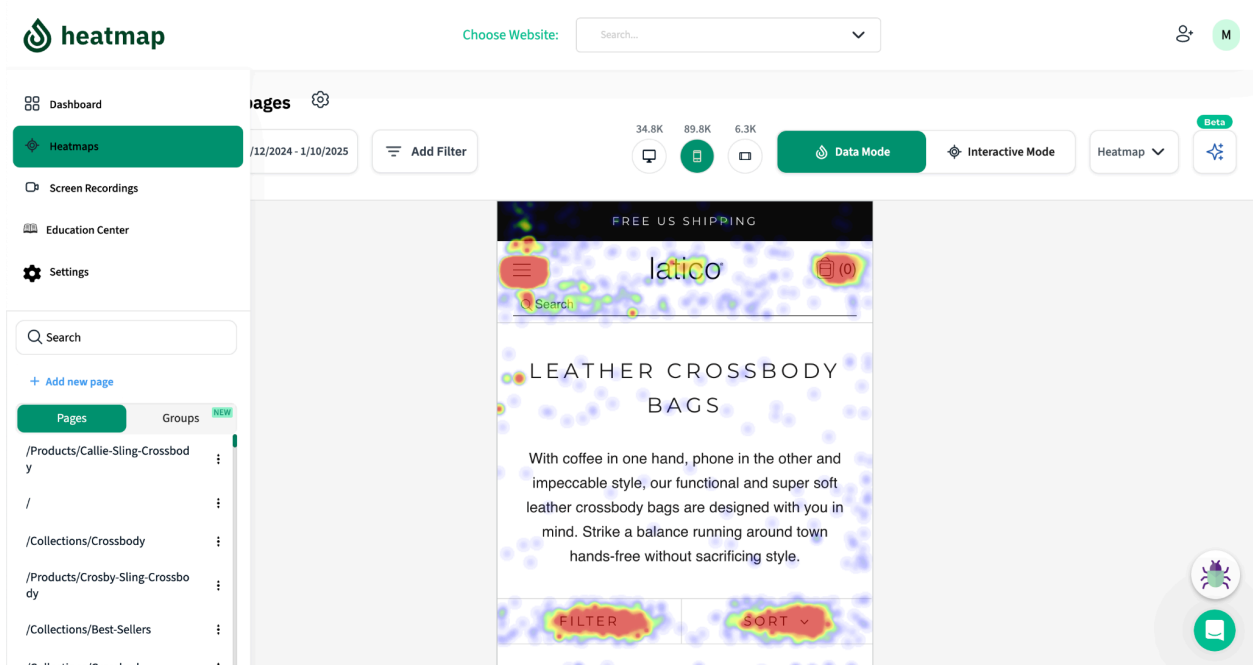 heatmap
Choose Website:
Search...
M
Dashboard
Heatmaps
Screen Recordings
Education Center
Settings
Search
+ Add new page
Pages
Groups
NEW
/Products/Callie-Sling-Crossbod
y
/
/Collections/Crossbody
/Products/Crosby-Sling-Crossbo
dy
/Collections/Best-Sellers
/12/2024 - 1/10/2025
Add Filter
34.8K
89.8K
6.3K
Data Mode
Interactive Mode
Heatmap
Beta
FREE US SHIPPING
latico
(0)
Search
LEATHER CROSSBODY
BAGS
With coffee in one hand, phone in the other and
impeccable style, our functional and super soft
leather crossbody bags are designed with you in
mind. Strike a balance running around town
hands-free without sacrificing style.
FILTER
SORT